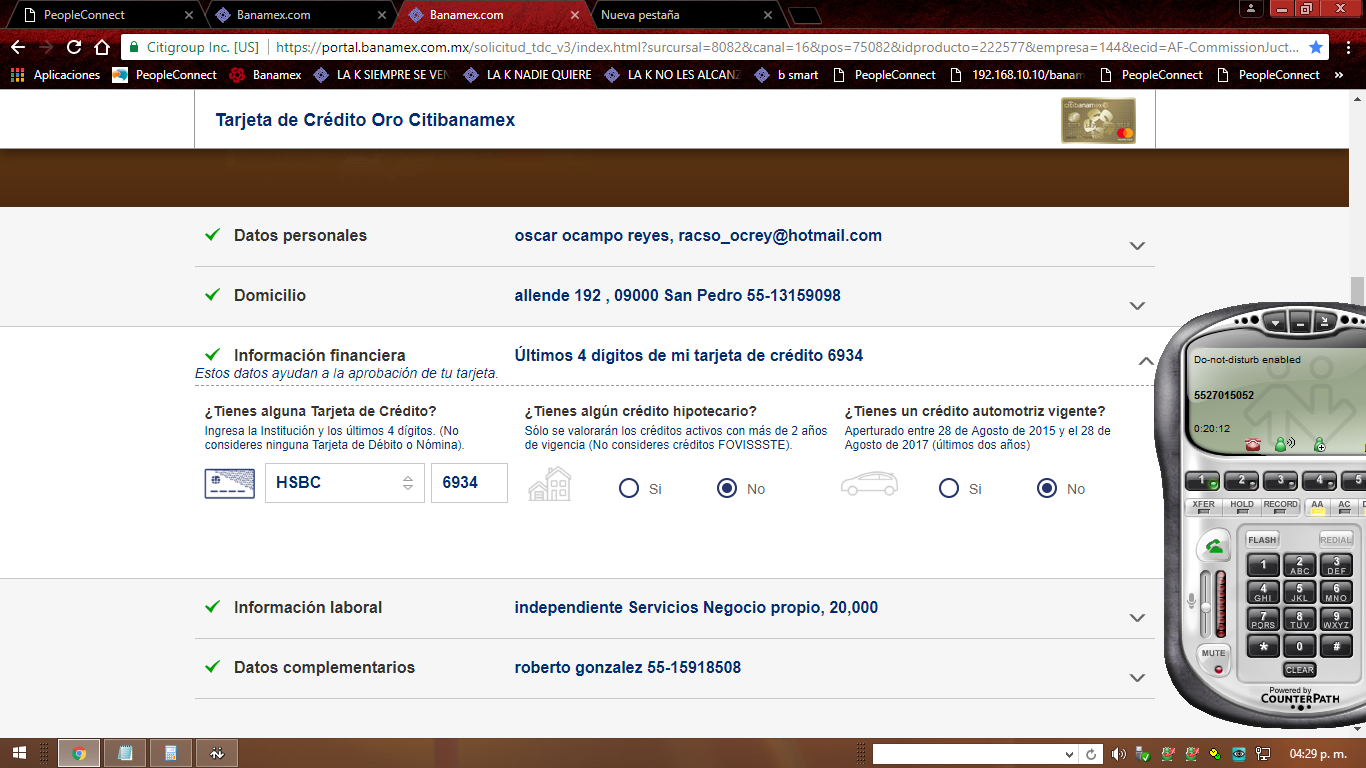 PeopleConnect
Banamex.com
Banamex.com
Nueva pestaña
Citigroup Inc. [US] https://portal.banamex.com.mx/solicitud_tdc_v3/index.html?surcursal=8082&canal=16&pos=75082&idproducto=222577&empresa=144&ecid=AF-CommissionJuct...
Aplicaciones PeopleConnect Banamex LA K SIEMPRE SE VEN LA K NADIE QUIERE LA K NO LES ALCANZ b smart PeopleConnect 192.168.10.10/banam PeopleConnect PeopleConnect »
Tarjeta de Crédito Oro Citibanamex
citibanamex
mastercard
Datos personales oscar ocampo reyes, racso_ocrey@hotmail.com
Domicilio allende 192 , 09000 San Pedro 55-13159098
Información financiera Últimos 4 dígitos de mi tarjeta de crédito 6934
Estos datos ayudan a la aprobación de tu tarjeta.
¿Tienes alguna Tarjeta de Crédito?
Ingresa la Institución y los últimos 4 dígitos. (No
consideres ninguna Tarjeta de Débito o Nómina).
HSBC 6934
¿Tienes algún crédito hipotecario?
Sólo se valorarán los créditos activos con más de 2 años
de vigencia (No consideres créditos FOVISSSTE).
Si No
¿Tienes un crédito automotriz vigente?
Aperturado entre 28 de Agosto de 2015 y el 28 de
Agosto de 2017 (últimos dos años)
Si No
Información laboral independiente Servicios Negocio propio, 20,000
Datos complementarios roberto gonzalez 55-15918508
Do-not-disturb enabled
5527015052
0:20:12
1 2 3 4 5
XFER HOLD RECORD AA AC
FLASH REDIAL
1 2 ABC 3 DEF
4 GHI 5 JKL 6 MNO
7 PQRS 8 TUV 9 WXYZ
* 0 #
MUTE
CLEAR
Powered by
COUNTERPATH
04:29 p. m.